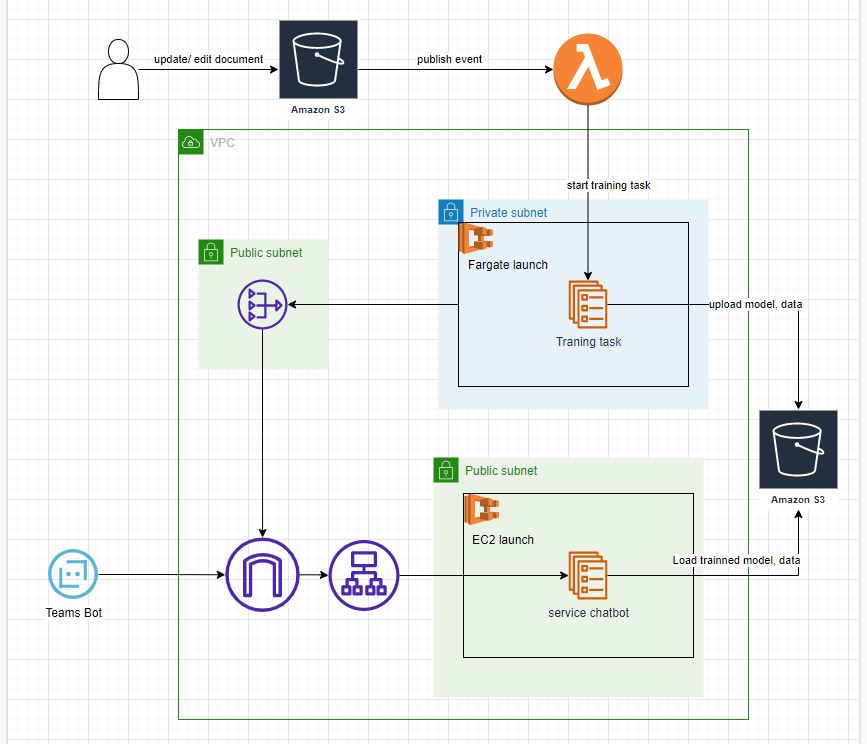 update/ edit document
publish event
Amazon S3
VPC
start training task
Private subnet
Fargate launch
Public subnet
upload model, data
Traning task
Public subnet
Amazon S3
EC2 launch
Load trainned model, data
Teams Bot
service chatbot